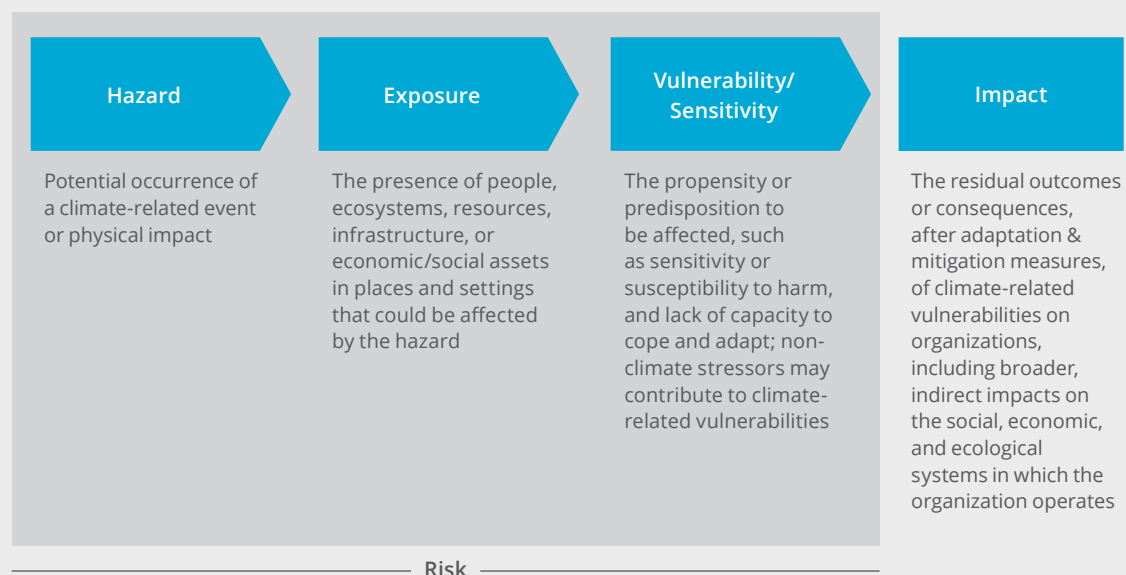 Hazard
Potential occurrence of
a climate-related event
or physical impact
Exposure
The presence of people,
ecosystems, resources,
infrastructure, or
economic/social assets
in places and settings
that could be affected
by the hazard
Vulnerability/
Sensitivity
The propensity or
predisposition to
be affected, such
as sensitivity or
susceptibility to harm,
and lack of capacity to
cope and adapt; non-
climate stressors may
contribute to climate-
related vulnerabilities
Impact
The residual outcomes
or consequences,
after adaptation &
mitigation measures,
of climate-related
vulnerabilities on
organizations,
including broader,
indirect impacts on
the social, economic,
and ecological
systems in which the
organization operates
Risk